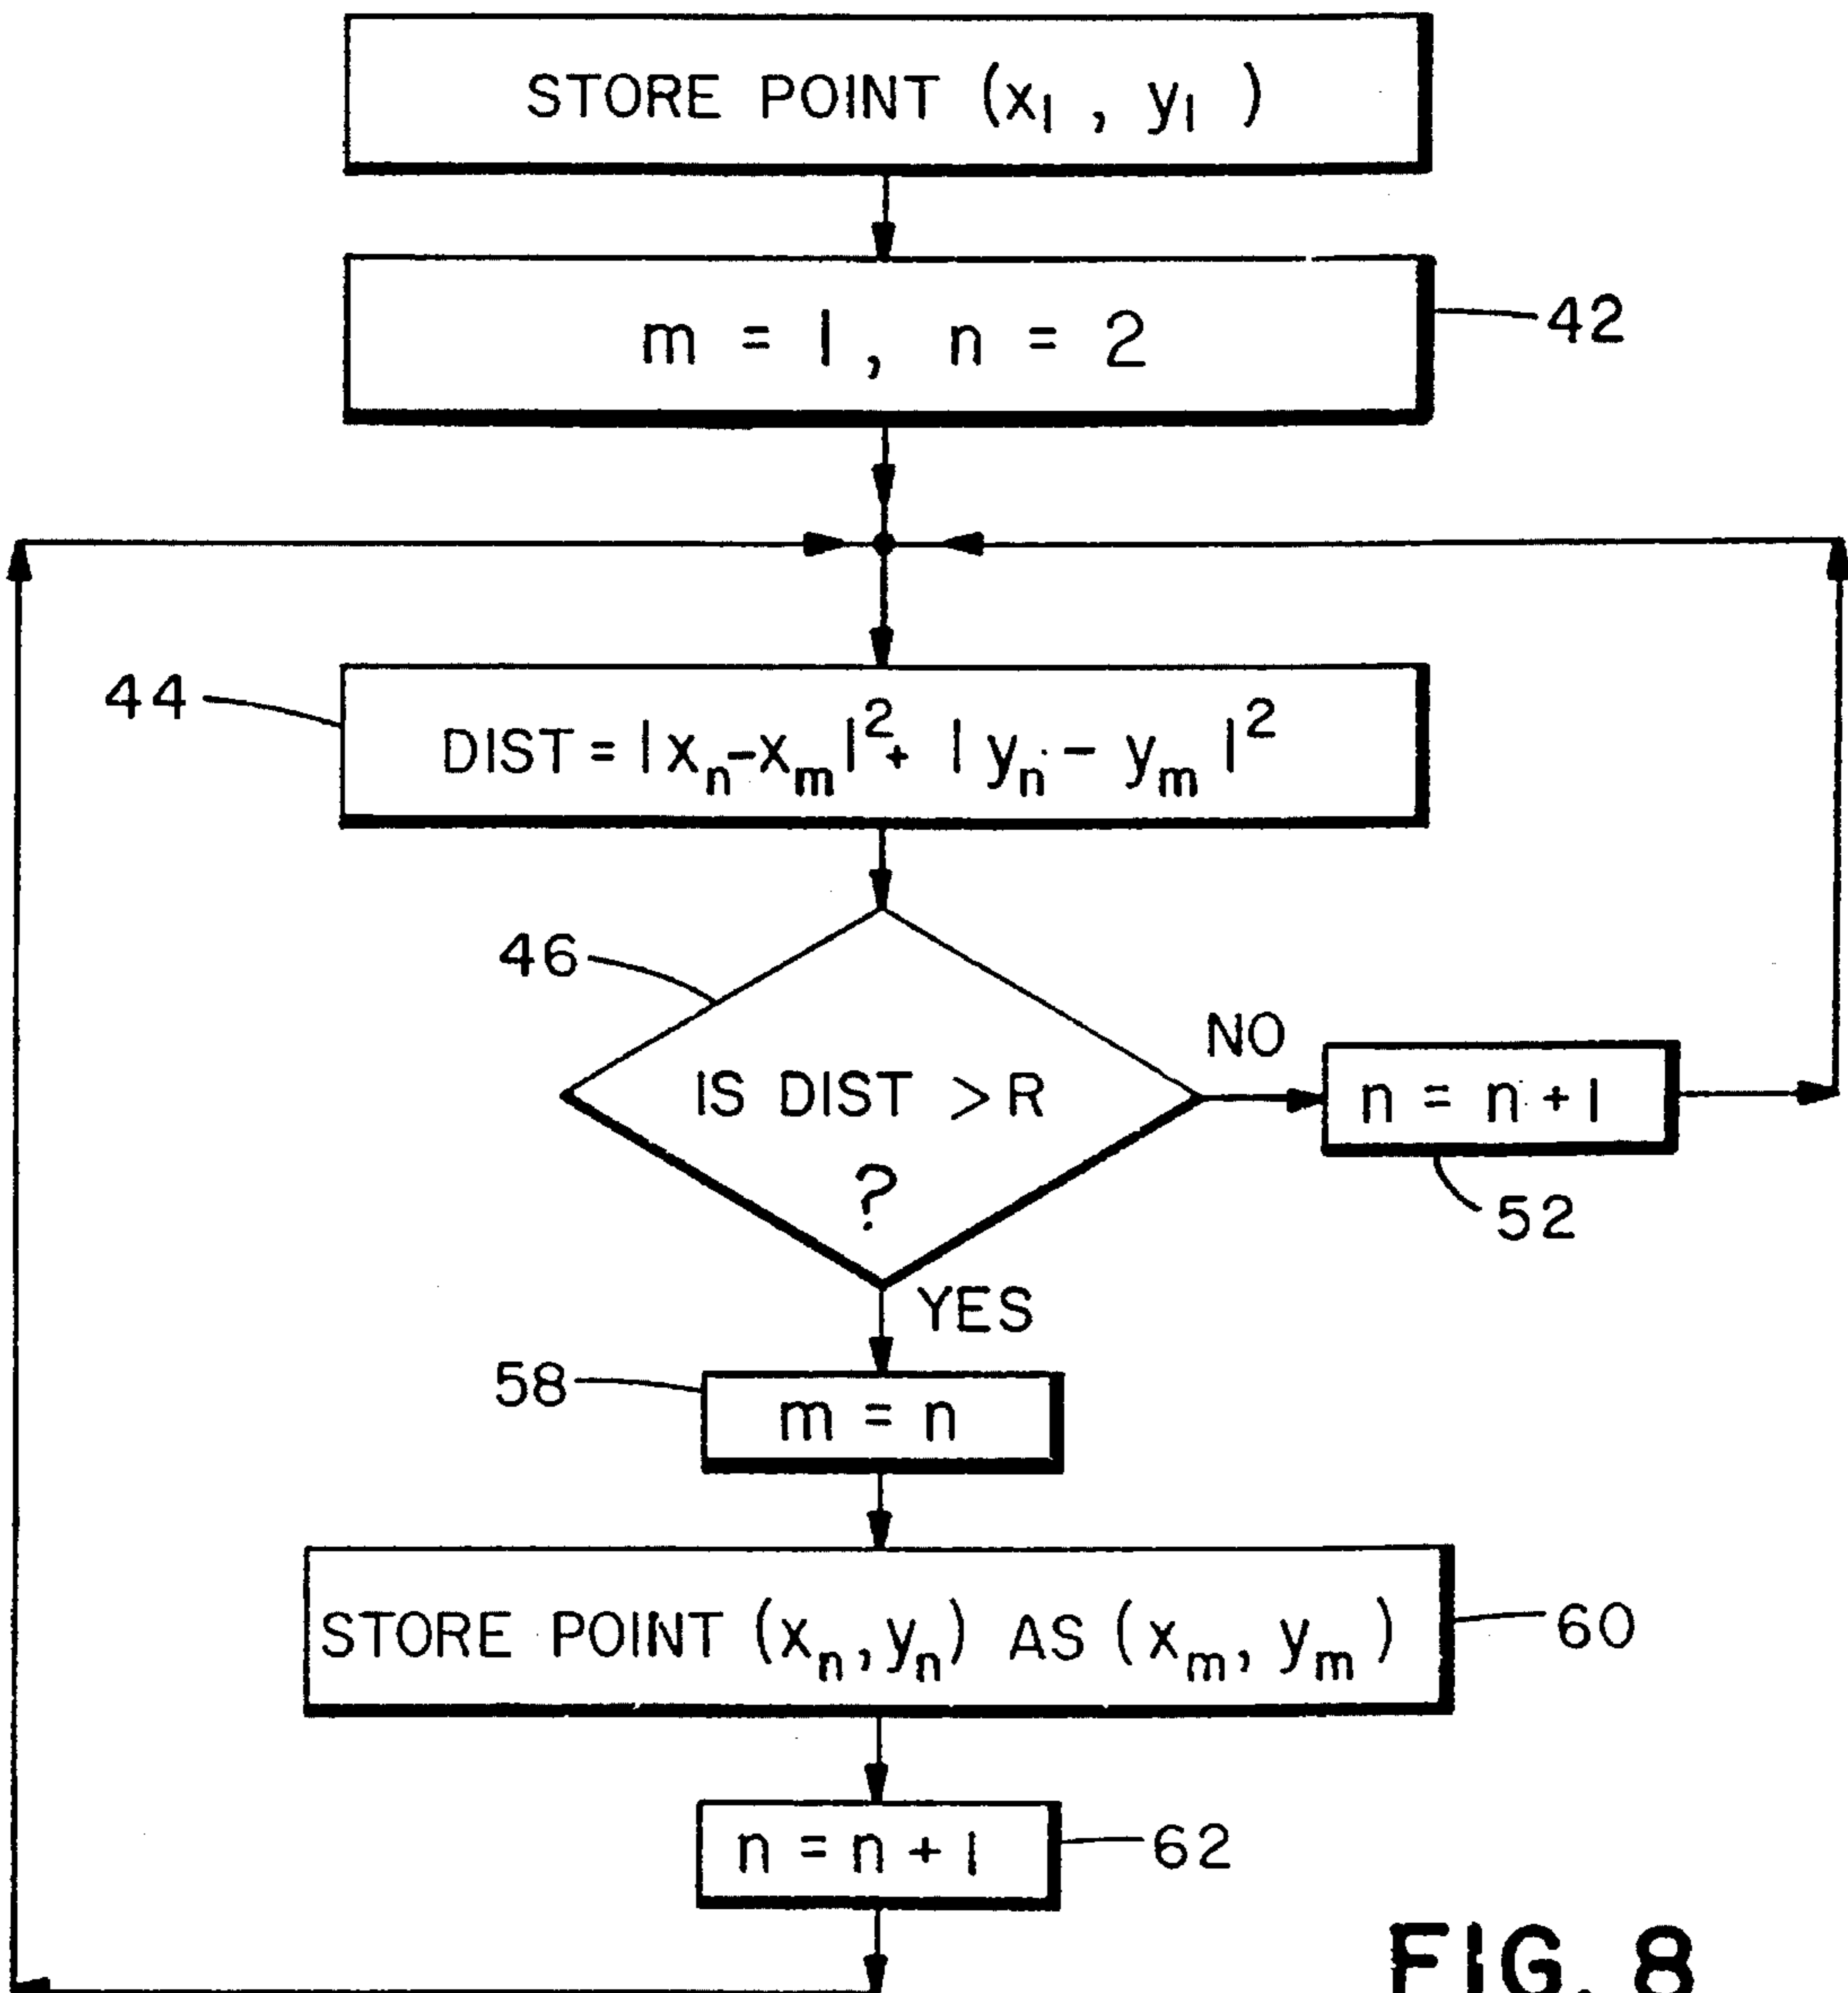 STORE POINT (x₁ , y₁ )
m = 1 , n = 2
42
44
DIST = |xₙ-xₘ|² + |yₙ - yₘ|²
46
NO
IS DIST > R
?
n = n + 1
52
YES
58
m = n
STORE POINT (xₙ,yₙ) AS (xₘ, yₘ)
60
n = n + 1
62
FIG. 8